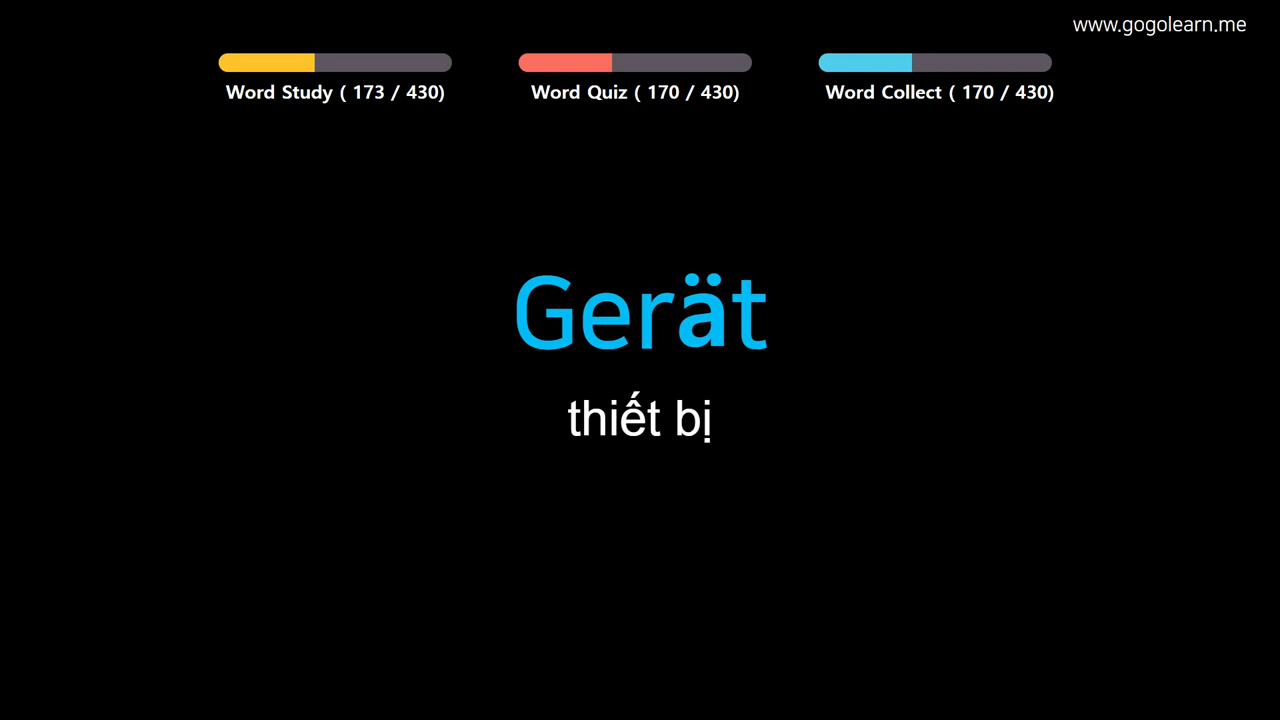 www.gogolearn.me
Word Study ( 173 / 430)
Word Quiz ( 170 / 430)
Word Collect ( 170 / 430)
Gerät
thiết bị